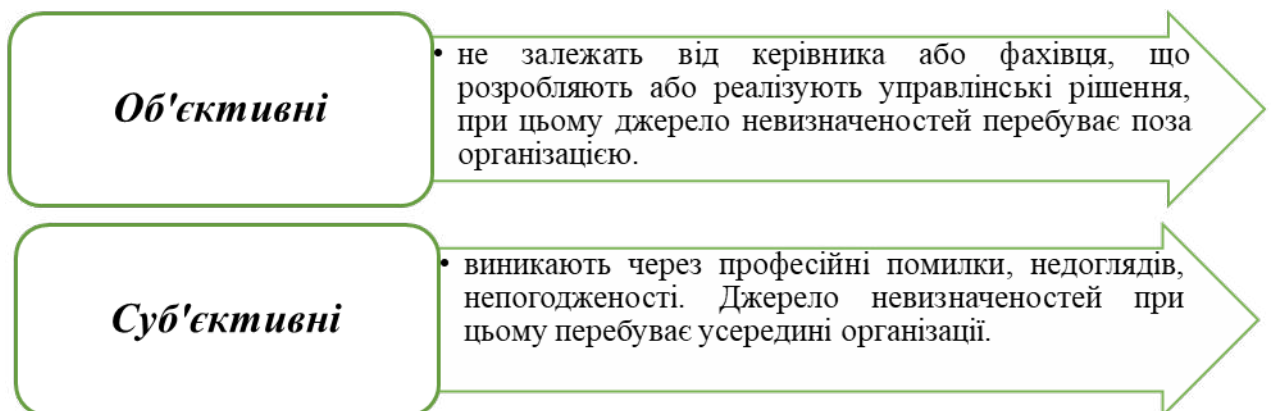 Об'єктивні
• не залежать від керівника або фахівця, що
розробляють або реалізують управлінські рішення,
при цьому джерело невизначеностей перебуває поза
організацією.
Суб'єктивні
• виникають через професійні помилки, недоглядів,
непогодженості. Джерело невизначеностей при
цьому перебуває усередині організації.